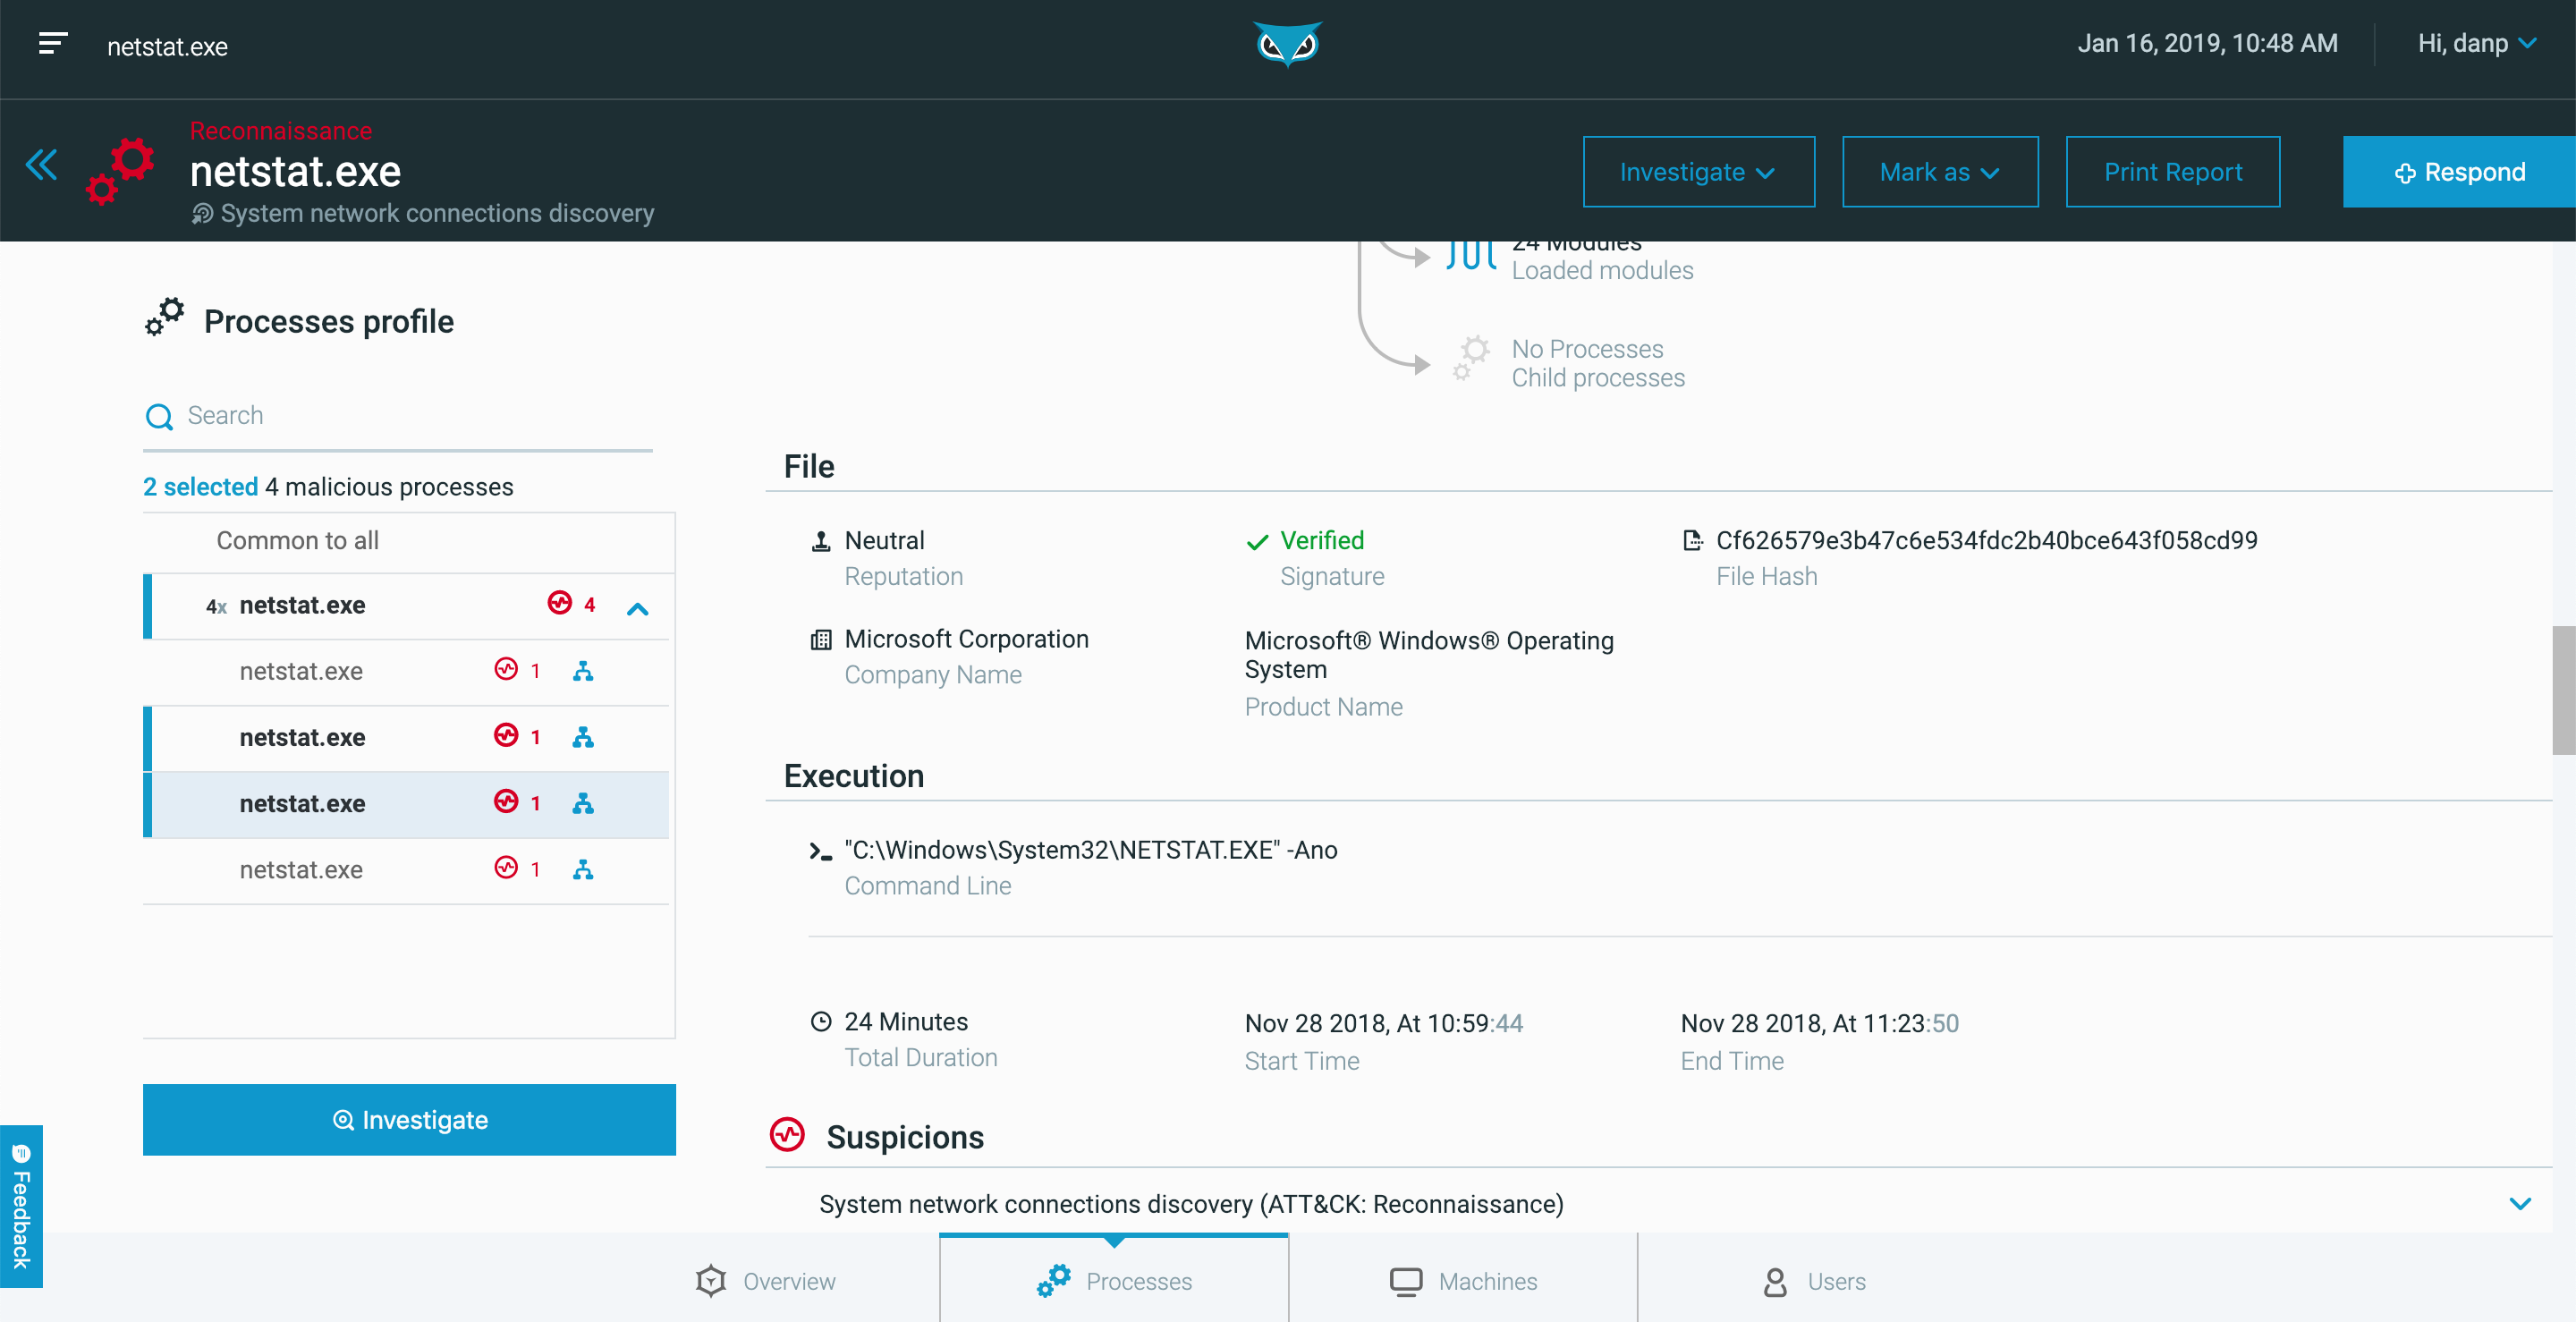 netstat.exe
Jan 16, 2019, 10:48 AM
Hi, danp
Reconnaissance
netstat.exe
System network connections discovery
Investigate
Mark as
Print Report
Respond
24 Modules
Loaded modules
No Processes
Child processes
Processes profile
Search
2 selected 4 malicious processes
Common to all
4x netstat.exe 4
netstat.exe 1
netstat.exe 1
netstat.exe 1
netstat.exe 1
Investigate
Feedback
File
Neutral
Reputation
Verified
Signature
Cf626579e3b47c6e534fdc2b40bce643f058cd99
File Hash
Microsoft Corporation
Company Name
Microsoft® Windows® Operating
System
Product Name
Execution
"C:\Windows\System32\NETSTAT.EXE" -Ano
Command Line
24 Minutes
Total Duration
Nov 28 2018, At 10:59:44
Start Time
Nov 28 2018, At 11:23:50
End Time
Suspicions
System network connections discovery (ATT&CK: Reconnaissance)
Overview
Processes
Machines
Users